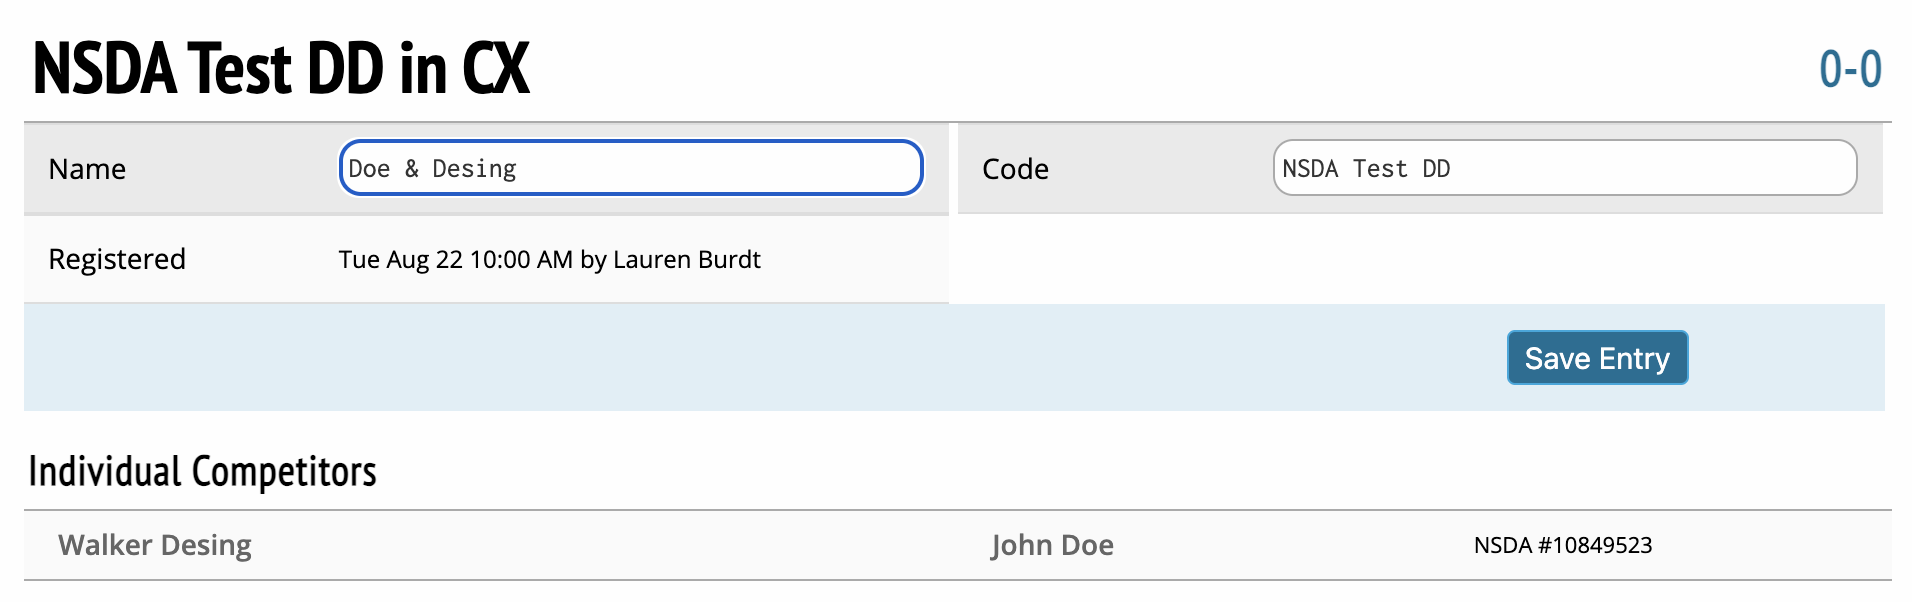 NSDA Test DD in CX 0-0
Name Doe & Desing Code NSDA Test DD
Registered Tue Aug 22 10:00 AM by Lauren Burdt
Save Entry
Individual Competitors
Walker Desing John Doe NSDA #10849523